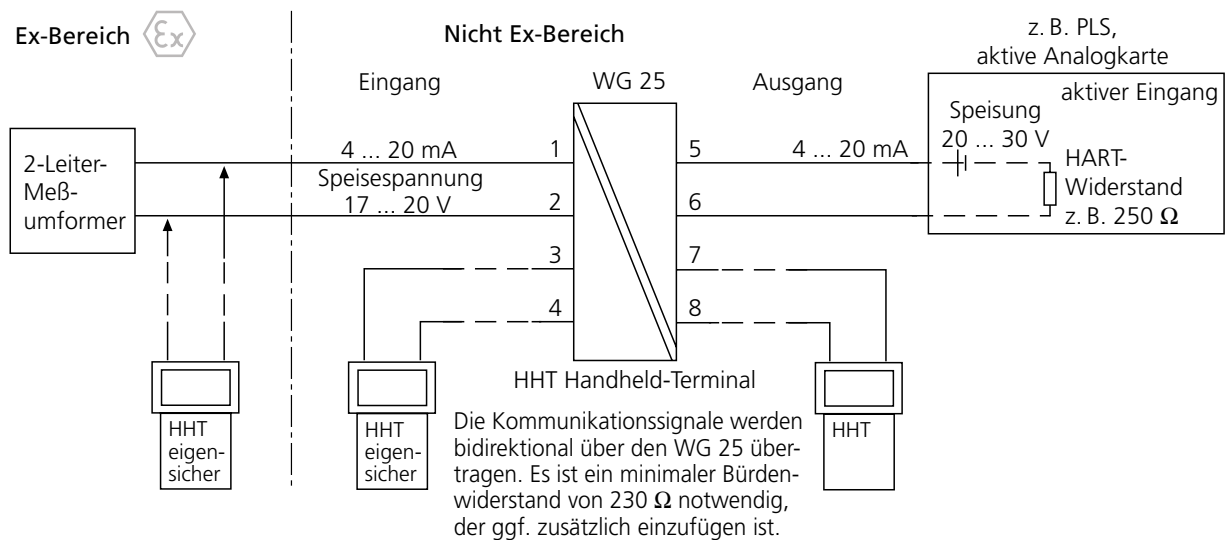 Ex-Bereich
Ex
Nicht Ex-Bereich
z. B. PLS,
aktive Analogkarte
Eingang
WG 25
Ausgang
aktiver Eingang
Speisung
20 ... 30 V
2-Leiter-
Meß-
umformer
4 ... 20 mA
Speisespannung
17 ... 20 V
1
2
3
4
5
6
7
8
4 ... 20 mA
HART-
Widerstand
z. B. 250 Ω
HHT
eigen-
sicher
HHT
eigen-
sicher
HHT Handheld-Terminal
Die Kommunikationssignale werden
bidirektional über den WG 25 über-
tragen. Es ist ein minimaler Bürden-
widerstand von 230 Ω notwendig,
der ggf. zusätzlich einzufügen ist.
HHT